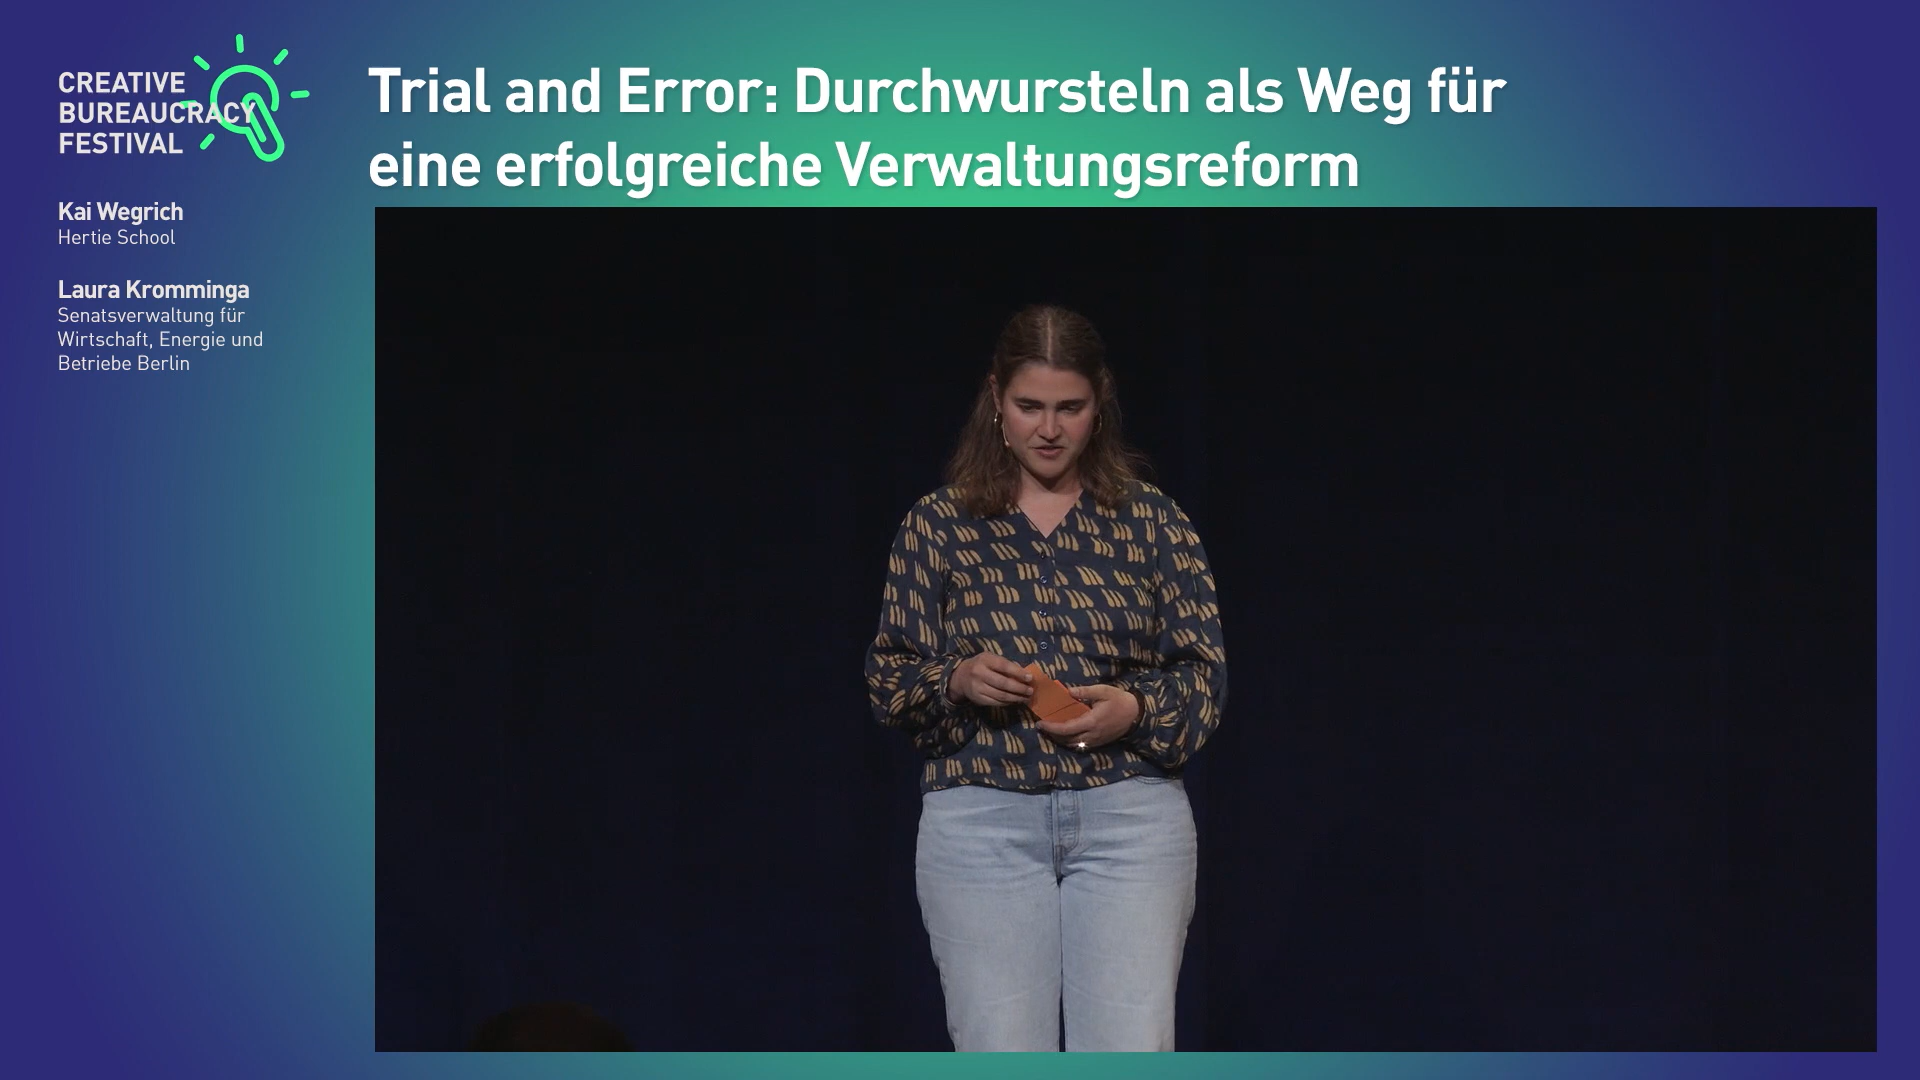 CREATIVE
BUREAUCRACY
FESTIVAL
Trial and Error: Durchwursteln als Weg für
eine erfolgreiche Verwaltungsreform
Kai Wegrich
Hertie School
Laura Kromminga
Senatsverwaltung für
Wirtschaft, Energie und
Betriebe Berlin